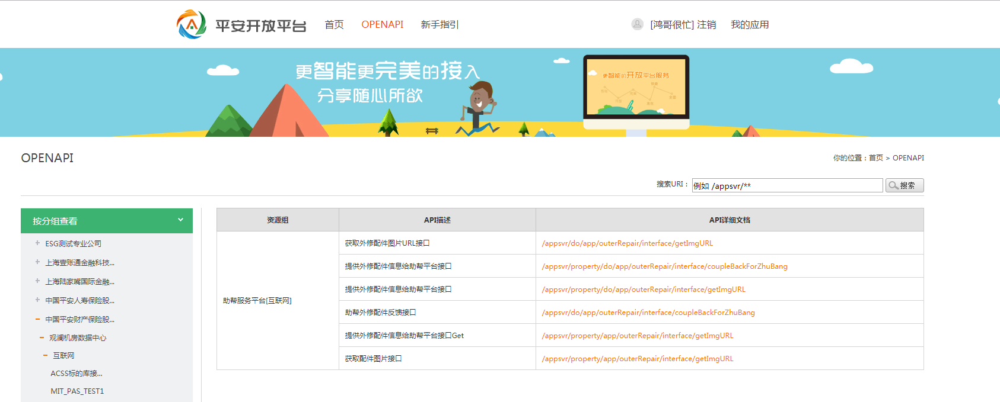 平安开放平台 首页 OPENAPI 新手指引 [鸿哥很忙] 注销 我的应用
更智能更完美的接入
分享随心所欲
更智能的开放平台服务
OPENAPI 你的位置：首页 > OPENAPI
搜索URI： 例如 /appsvr/** 搜索
按分组查看
ESG测试专业公司
上海壹账通金融科技...
上海陆家嘴国际金融...
中国平安人寿保险股...
中国平安财产保险股...
观澜机房数据中心
互联网
ACSS标的库接...
MIT_PAS_TEST1
资源组 API描述 API详细文档
助帮服务平台[互联网]
获取外修配件图片URL接口 /appsvr/do/app/outerRepair/interface/getImgURL
提供外修配件信息给助帮平台接口 /appsvr/property/do/app/outerRepair/interface/coupleBackForZhuBang
提供外修配件信息给助帮平台接口 /appsvr/property/do/app/outerRepair/interface/getImgURL
助帮外修配件反馈接口 /appsvr/do/app/outerRepair/interface/coupleBackForZhuBang
提供外修配件信息给助帮平台接口Get /appsvr/property/app/outerRepair/interface/getImgURL
获取配件图片接口 /appsvr/property/app/outerRepair/interface/getImgURL